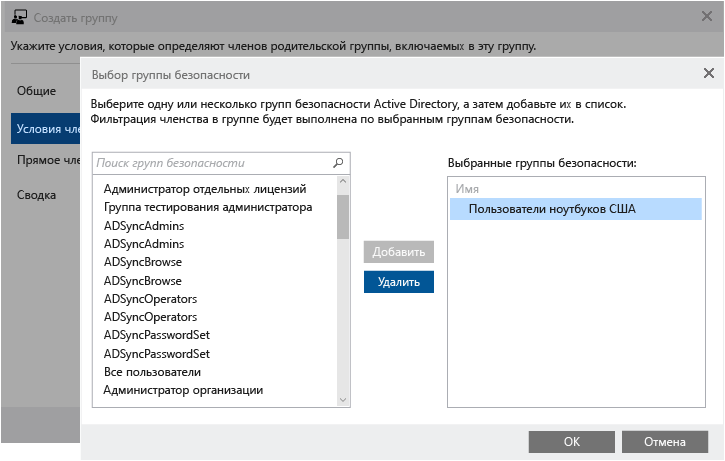 Создать группу
Укажите условия, которые определяют членов родительской группы, включаемых в эту группу.
Общие
Условия чле
Прямое чле
Сводка
Выбор группы безопасности
Выберите одну или несколько групп безопасности Active Directory, а затем добавьте их в список.
Фильтрация членства в группе будет выполнена по выбранным группам безопасности.
Поиск групп безопасности
Администратор отдельных лицензий
Группа тестирования администратора
ADSyncAdmins
ADSyncAdmins
ADSyncBrowse
ADSyncBrowse
ADSyncOperators
ADSyncOperators
ADSyncPasswordSet
ADSyncPasswordSet
Все пользователи
Администратор организации
Добавить
Удалить
Выбранные группы безопасности:
Имя
Пользователи ноутбуков США
OK
Отмена